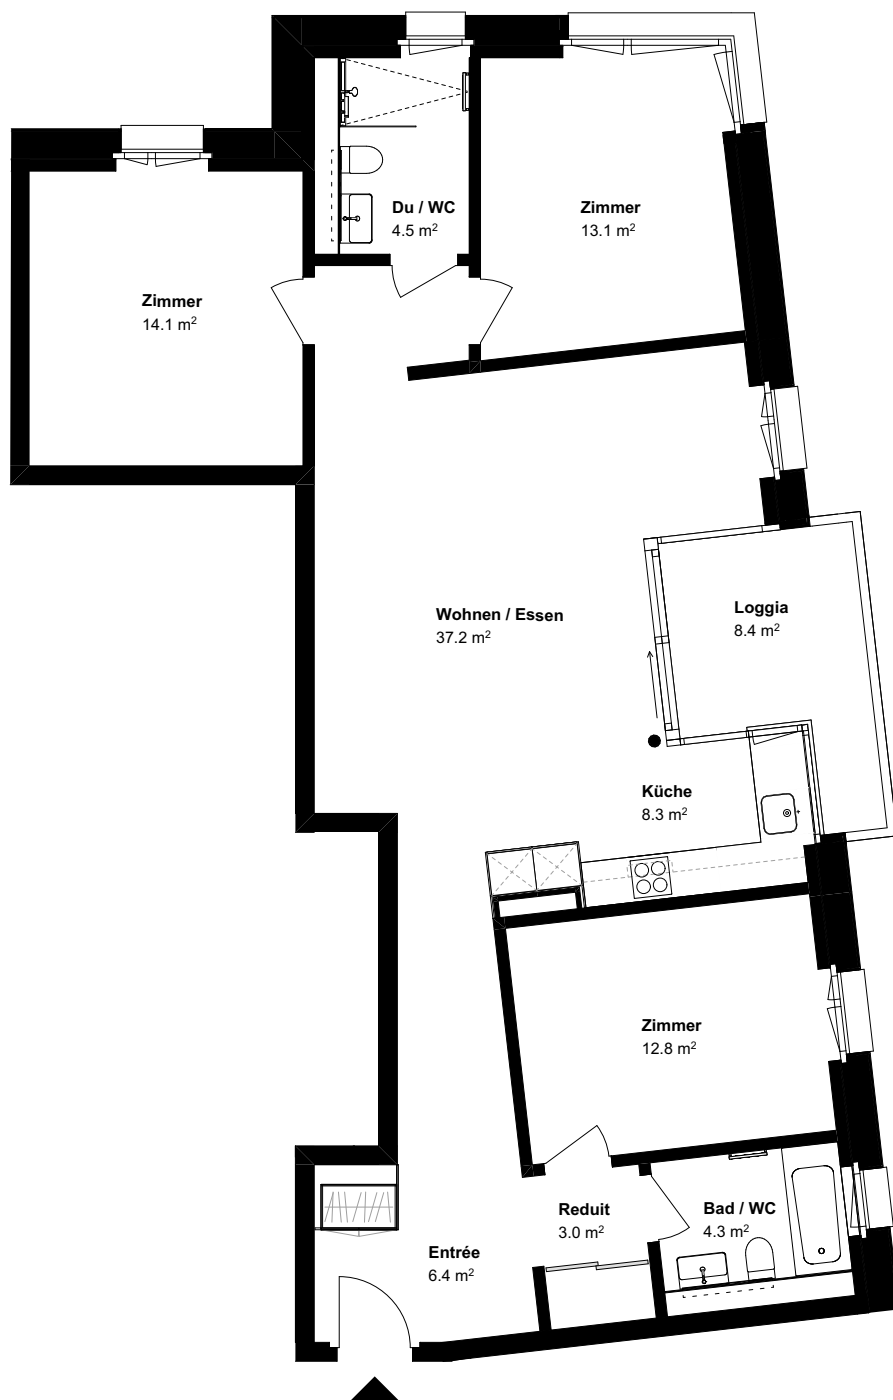 Du / WC
4.5 m²
Zimmer
13.1 m²
Zimmer
14.1 m²
Wohnen / Essen
37.2 m²
Loggia
8.4 m²
Küche
8.3 m²
Zimmer
12.8 m²
Reduit
3.0 m²
Bad / WC
4.3 m²
Entrée
6.4 m²